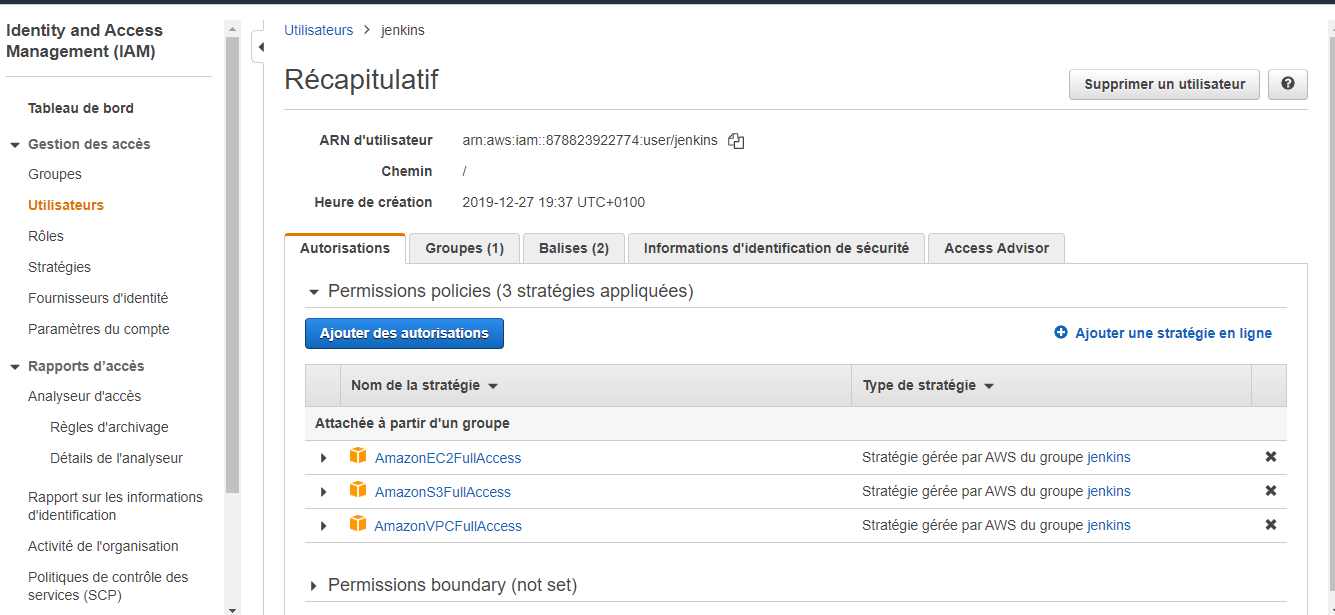 Identity and Access
Management (IAM)
Tableau de bord
Gestion des accès
Groupes
Utilisateurs
Rôles
Stratégies
Fournisseurs d'identité
Paramètres du compte
Rapports d’accès
Analyseur d'accès
Règles d'archivage
Détails de l'analyseur
Rapport sur les informations
d'identification
Activité de l'organisation
Politiques de contrôle des
services (SCP)
Utilisateurs > jenkins
Récapitulatif
Supprimer un utilisateur ?
ARN d'utilisateur arn:aws:iam::878823922774:user/jenkins
Chemin /
Heure de création 2019-12-27 19:37 UTC+0100
Autorisations Groupes (1) Balises (2) Informations d'identification de sécurité Access Advisor
Permissions policies (3 stratégies appliquées)
Ajouter des autorisations Ajouter une stratégie en ligne
Nom de la stratégie Type de stratégie
Attachée à partir d'un groupe
AmazonEC2FullAccess Stratégie gérée par AWS du groupe jenkins
AmazonS3FullAccess Stratégie gérée par AWS du groupe jenkins
AmazonVPCFullAccess Stratégie gérée par AWS du groupe jenkins
Permissions boundary (not set)